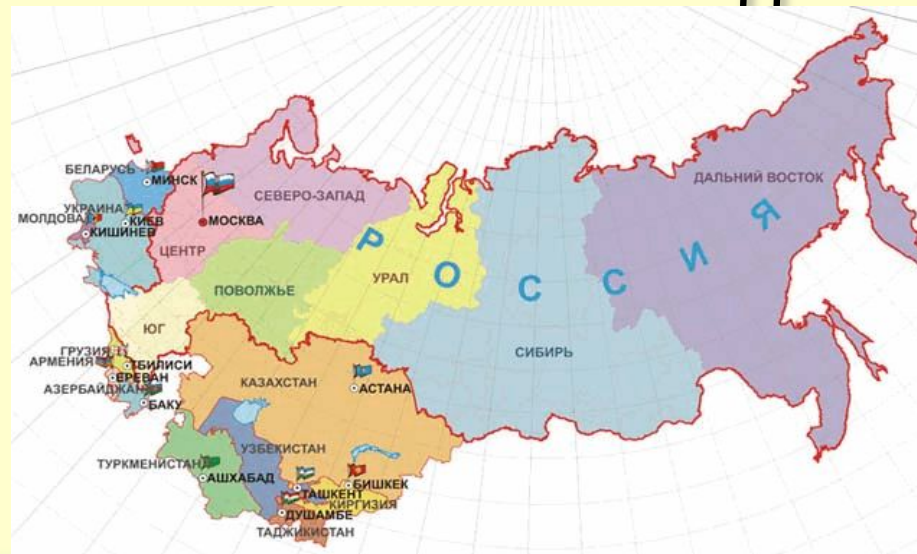 БЕЛАРУСЬ
МИНСК
ДАЛЬНИЙ ВОСТОК
СЕВЕРО-ЗАПАД
УКРАИНА
МОЛДОВА
КИЕВ
МОСКВА
КИШИНЕВ
ЦЕНТР
РОССИЯ
УРАЛ
ПОВОЛЖЬЕ
ЮГ
ГРУЗИЯ
СИБИРЬ
АРМЕНИЯ
ТБИЛИСИ
ЕРЕВАН
КАЗАХСТАН
АСТАНА
АЗЕРБАЙДЖАН
БАКУ
УЗБЕКИСТАН
ТУРКМЕНИСТАН
АШХАБАД
БИШКЕК
ТАШКЕНТ
КИРГИЗИЯ
ДУШАМБЕ
ТАДЖИКИСТАН